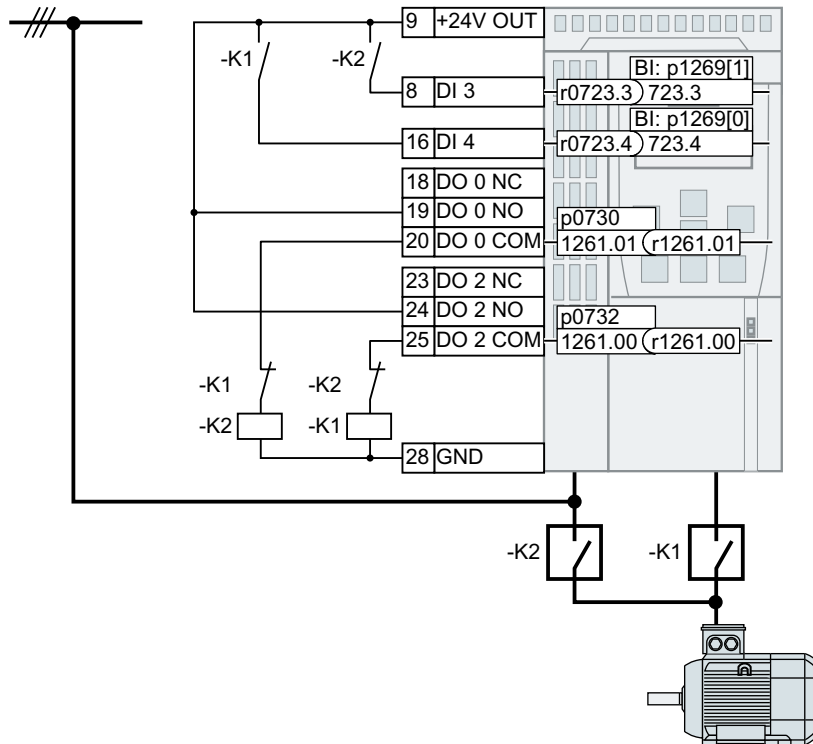 9 +24V OUT
-K1 -K2
BI: p1269[1]
8 DI 3 r0723.3 723.3
BI: p1269[0]
16 DI 4 r0723.4 723.4
18 DO 0 NC
19 DO 0 NO p0730
20 DO 0 COM 1261.01 r1261.01
23 DO 2 NC
24 DO 2 NO p0732
25 DO 2 COM 1261.00 r1261.00
-K1 -K2
-K2 -K1
28 GND
-K2 -K1